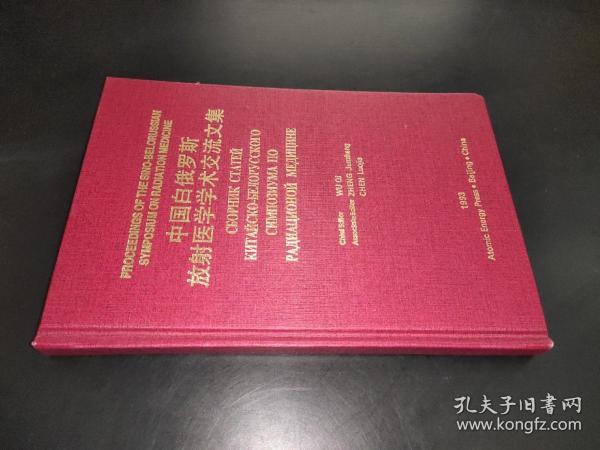 PROCEEDINGS OF THE SINO-BELORUSSIAN
SYMPOSIUM ON RADIATION MEDICINE
中国白俄罗斯
放射医学学术交流文集
СБОРНИК СТАТЕЙ
КИТАЙСКО-БЕЛОРУССКОГО
СИМПОЗИУМА ПО
РАДИАЦИОННОЙ МЕДИЦИНЕ
Chief Editor WU QI
Associate Editor ZHENG Junzheng
CHEN Luojia
1993
Atomic Energy Press • Beijing • China
孔夫子旧书网
www.kongfz.com